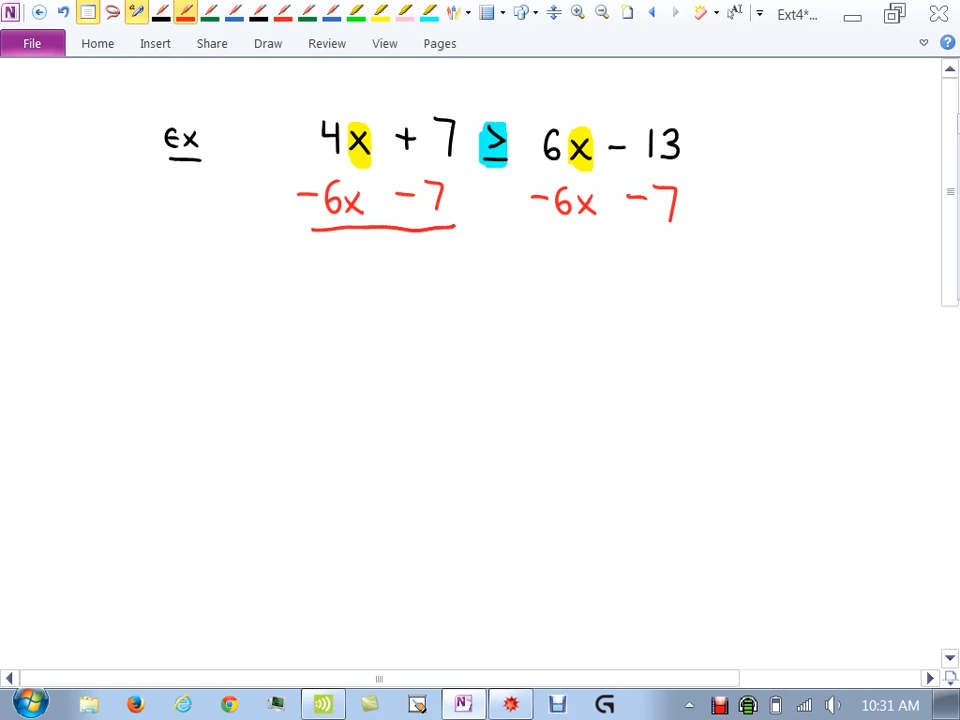 Ext4*...
File Home Insert Share Draw Review View Pages
Ex 4x + 7 ≥ 6x - 13
-6x -7 -6x -7
10:31 AM